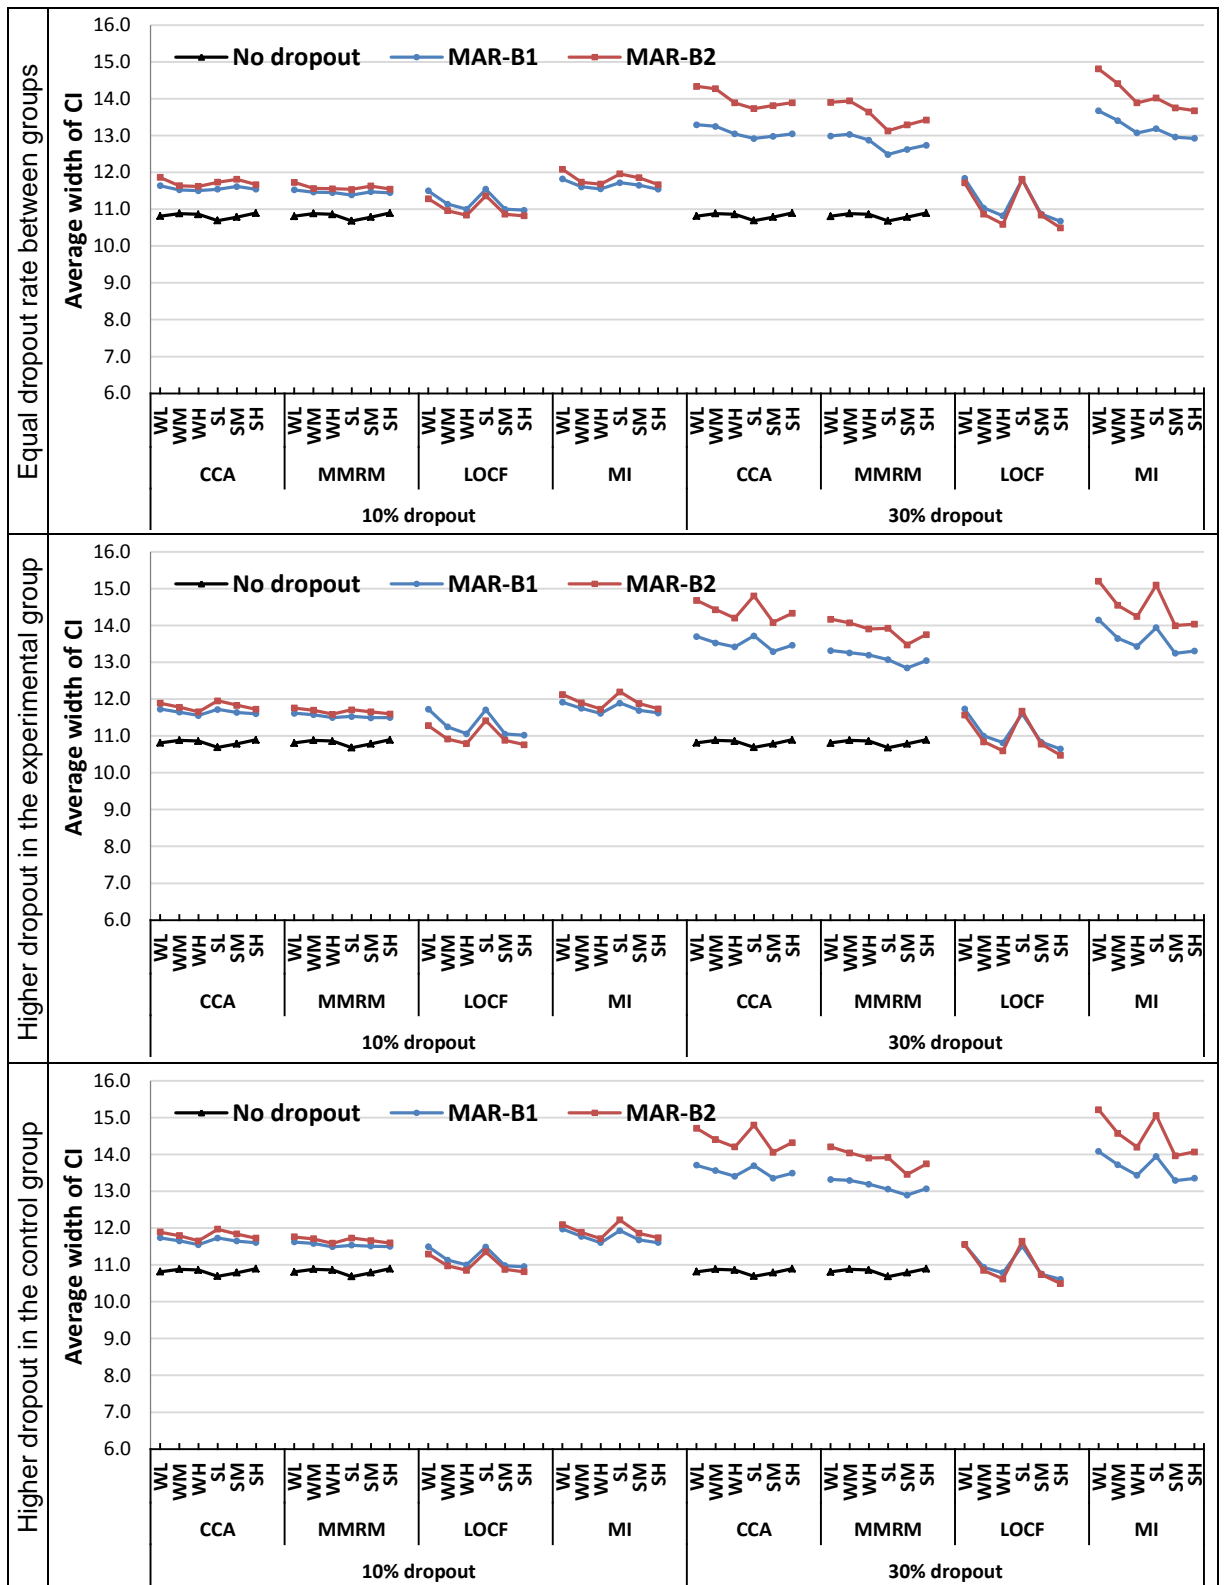 Equal dropout rate between groups
Average width of CI
No dropout MAR-B1 MAR-B2
16.0
15.0
14.0
13.0
12.0
11.0
10.0
9.0
8.0
7.0
6.0
WL WM WH SL SM SH WL WM WH SL SM SH WL WM WH SL SM SH WL WM WH SL SM SH WL WM WH SL SM SH WL WM WH SL SM SH WL WM WH SL SM SH WL WM WH SL SM SH
CCA MMRM LOCF MI CCA MMRM LOCF MI
10% dropout 30% dropout
Higher dropout in the experimental group
Average width of CI
No dropout MAR-B1 MAR-B2
16.0
15.0
14.0
13.0
12.0
11.0
10.0
9.0
8.0
7.0
6.0
WL WM WH SL SM SH WL WM WH SL SM SH WL WM WH SL SM SH WL WM WH SL SM SH WL WM WH SL SM SH WL WM WH SL SM SH WL WM WH SL SM SH WL WM WH SL SM SH
CCA MMRM LOCF MI CCA MMRM LOCF MI
10% dropout 30% dropout
Higher dropout in the control group
Average width of CI
No dropout MAR-B1 MAR-B2
16.0
15.0
14.0
13.0
12.0
11.0
10.0
9.0
8.0
7.0
6.0
WL WM WH SL SM SH WL WM WH SL SM SH WL WM WH SL SM SH WL WM WH SL SM SH WL WM WH SL SM SH WL WM WH SL SM SH WL WM WH SL SM SH WL WM WH SL SM SH
CCA MMRM LOCF MI CCA MMRM LOCF MI
10% dropout 30% dropout